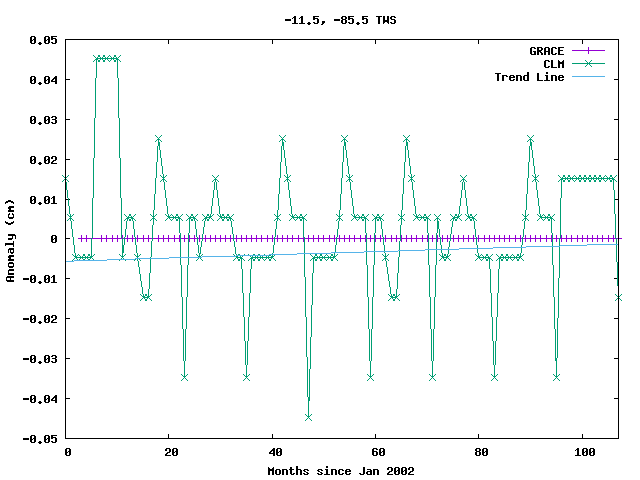 -11.5, -85.5 TWS
GRACE
CLM
Trend Line
0.05
0.04
0.03
0.02
0.01
0
-0.01
-0.02
-0.03
-0.04
-0.05
Anomaly (cm)
0 20 40 60 80 100
Months since Jan 2002